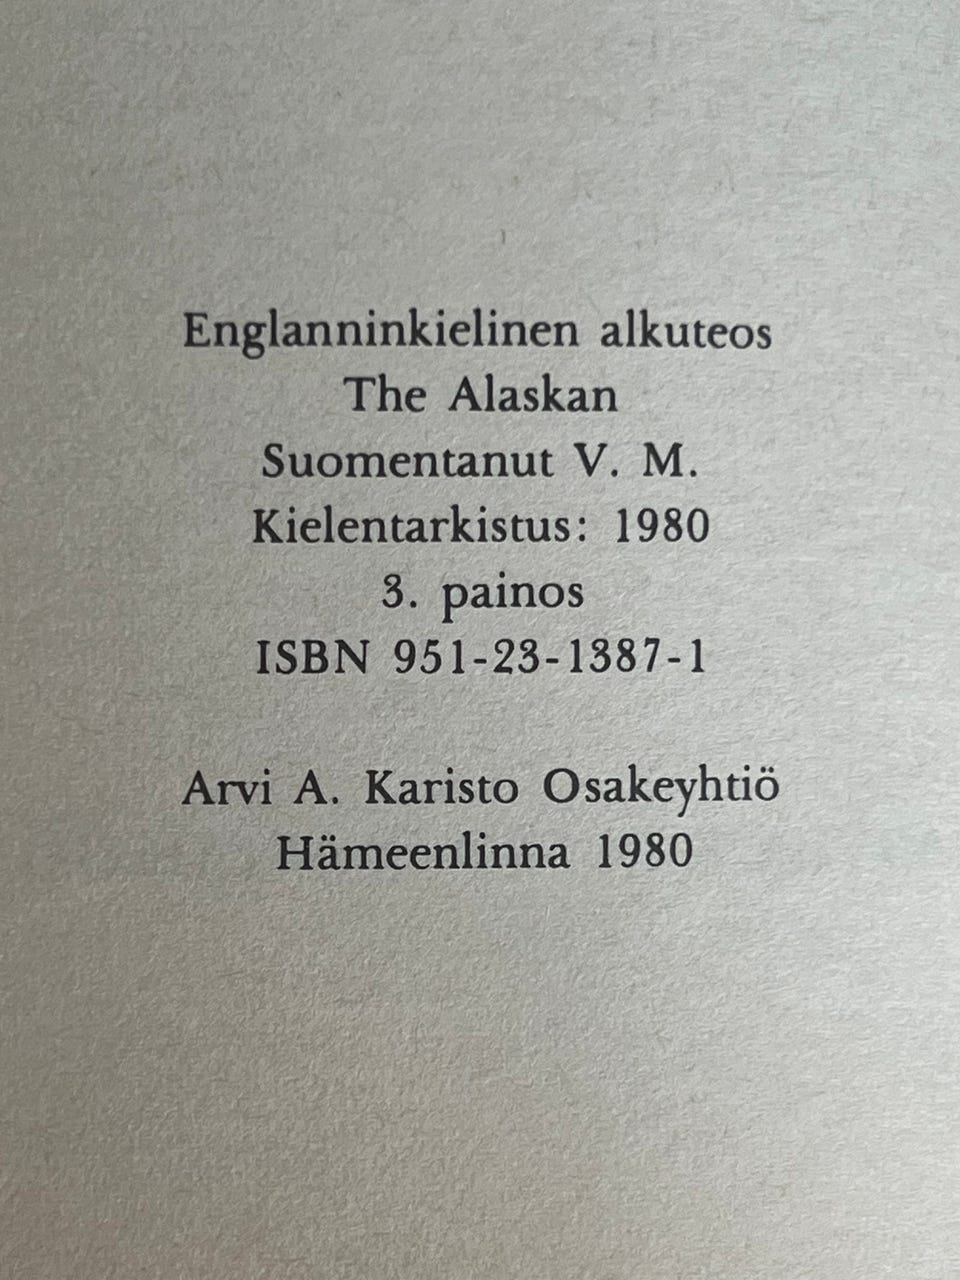 Englanninkielinen alkuteos
The Alaskan
Suomentanut V. M.
Kielentarkistus: 1980
3. painos
ISBN 951-23-1387-1
Arvi A. Karisto Osakeyhtiö
Hämeenlinna 1980